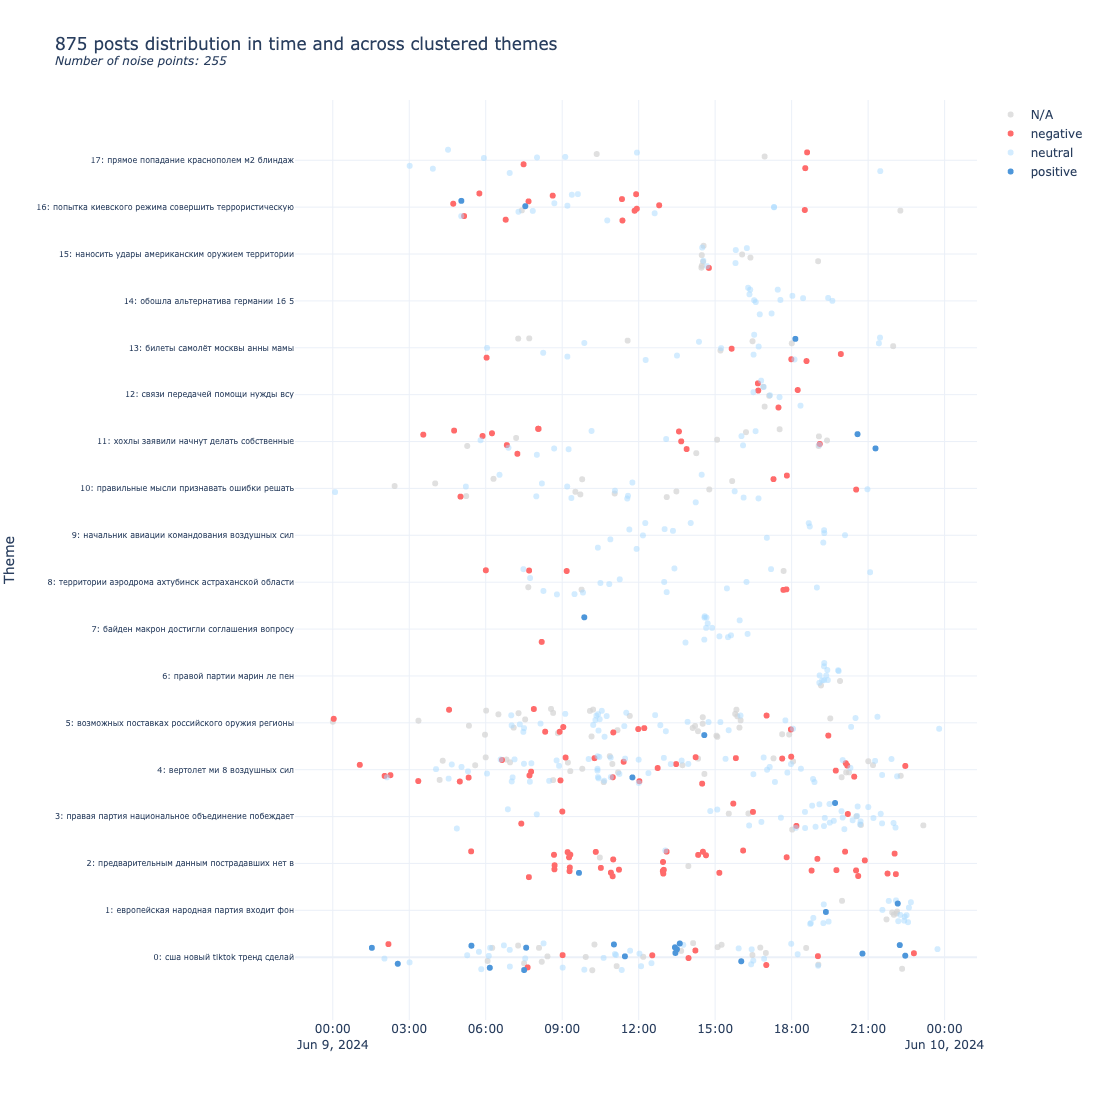 875 posts distribution in time and across clustered themes
Number of noise points: 255
N/A
negative
neutral
positive
Theme
17: прямое попадание краснополем м2 блиндаж
16: попытка киевского режима совершить террористическую
15: наносить удары американским оружием территории
14: обошла альтернатива германии 16 5
13: билеты самолёт москвы анны мамы
12: связи передачей помощи нужды всу
11: хохлы заявили начнут делать собственные
10: правильные мысли признавать ошибки решать
9: начальник авиации командования воздушных сил
8: территории аэродрома ахтубинск астраханской области
7: байден макрон достигли соглашения вопросу
6: правой партии марин ле пен
5: возможных поставках российского оружия регионы
4: вертолет ми 8 воздушных сил
3: правая партия национальное объединение побеждает
2: предварительным данным пострадавших нет в
1: европейская народная партия входит фон
0: сша новый tiktok тренд сделай
00:00 03:00 06:00 09:00 12:00 15:00 18:00 21:00 00:00
Jun 9, 2024 Jun 10, 2024